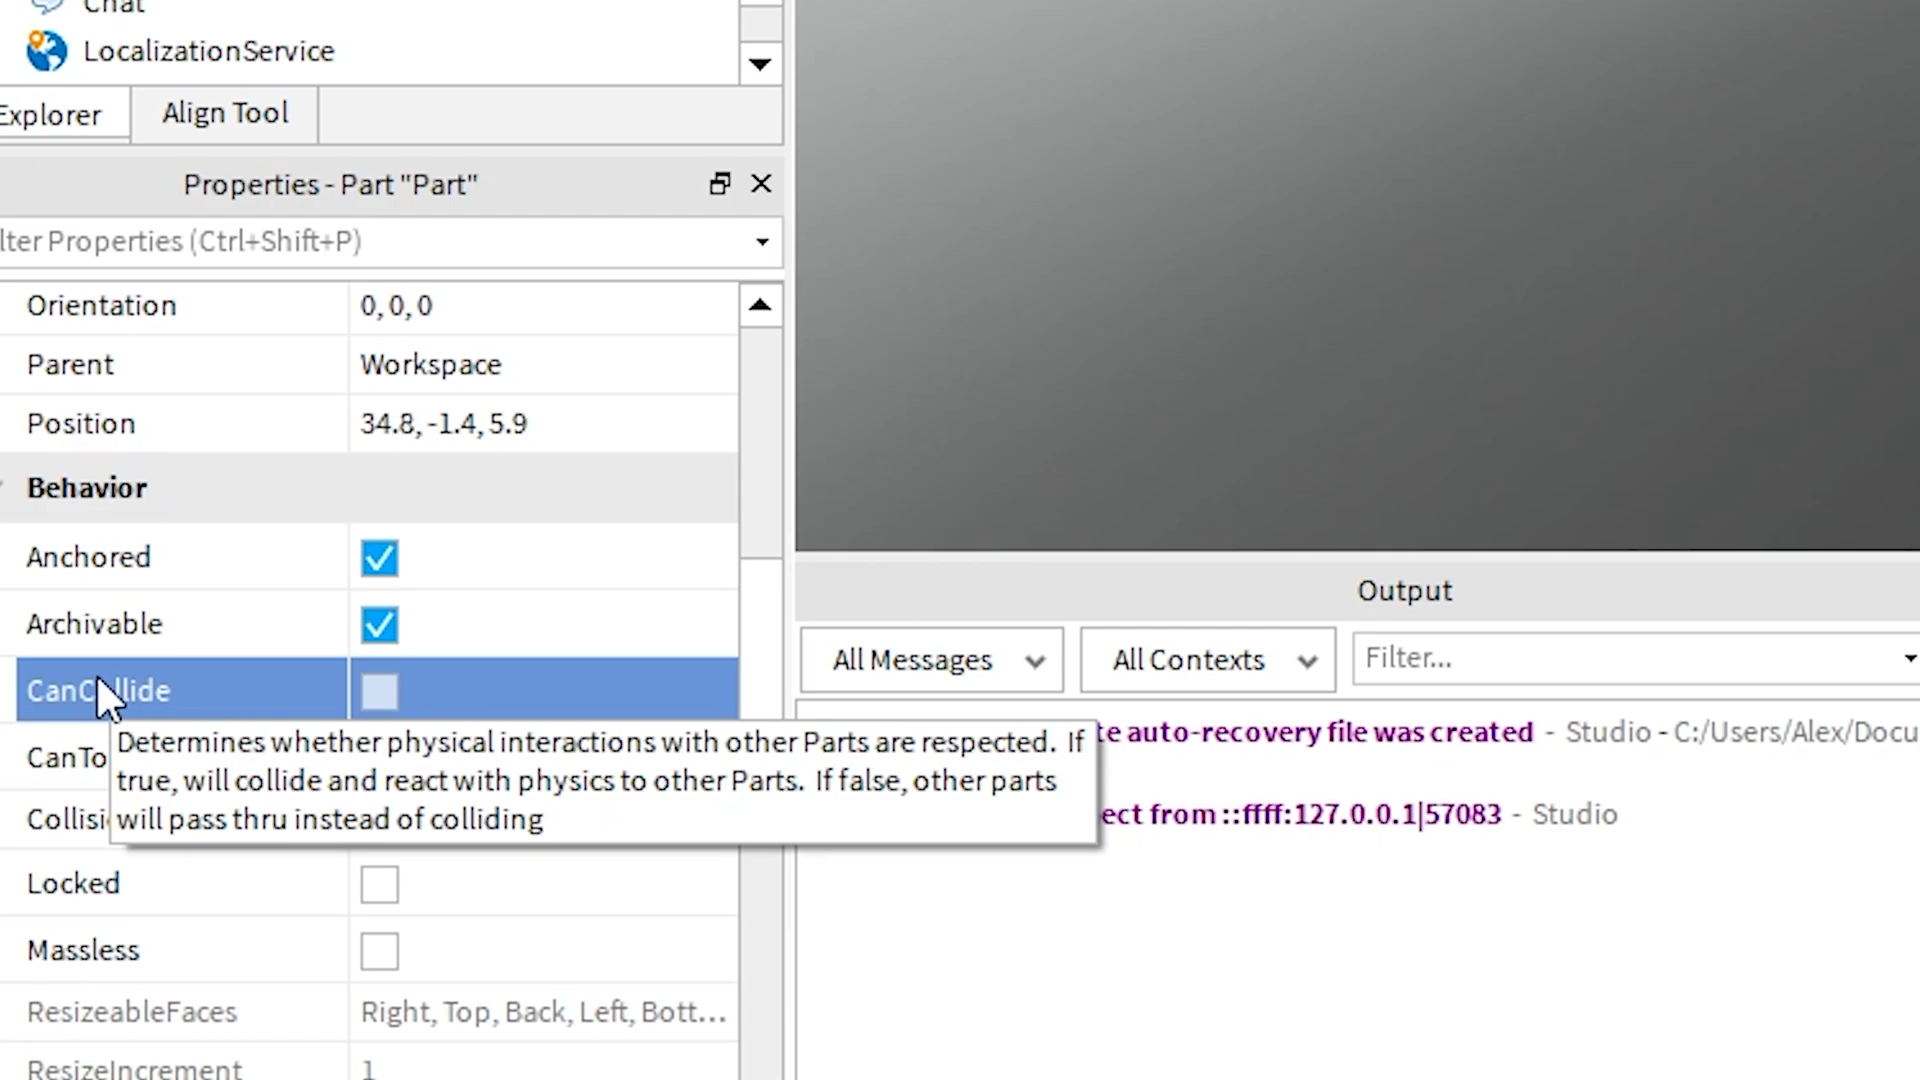 Chat
LocalizationService
Explorer
Align Tool
Properties - Part "Part"
lter Properties (Ctrl+Shift+P)
Orientation
0, 0, 0
Parent
Workspace
Position
34.8, -1.4, 5.9
Behavior
Anchored
Archivable
CanCollide
Determines whether physical interactions with other Parts are respected. If
true, will collide and react with physics to other Parts. If false, other parts
will pass thru instead of colliding
CanTo
Collisi
Locked
Massless
ResizeableFaces
Right, Top, Back, Left, Bott...
ResizeIncrement
1
Output
All Messages
All Contexts
Filter...
te auto-recovery file was created - Studio - C:/Users/Alex/Docu
ect from ::ffff:127.0.0.1|57083 - Studio